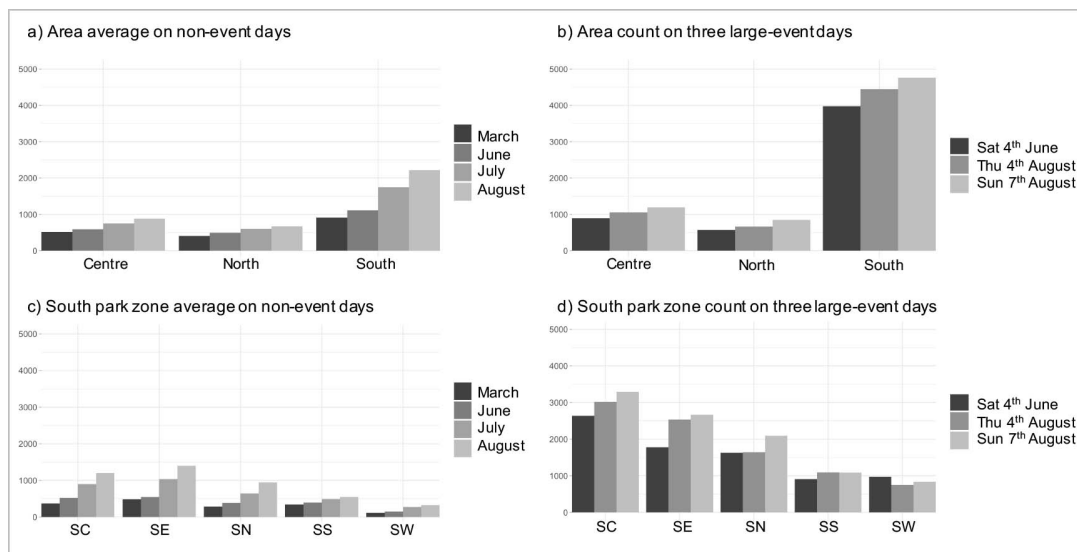 a) Area average on non-event days
5000
4000
3000
2000
1000
0
Centre
North
South
March
June
July
August
b) Area count on three large-event days
5000
4000
3000
2000
1000
0
Centre
North
South
Sat 4th June
Thu 4th August
Sun 7th August
c) South park zone average on non-event days
5000
4000
3000
2000
1000
0
SC
SE
SN
SS
SW
March
June
July
August
d) South park zone count on three large-event days
5000
4000
3000
2000
1000
0
SC
SE
SN
SS
SW
Sat 4th June
Thu 4th August
Sun 7th August